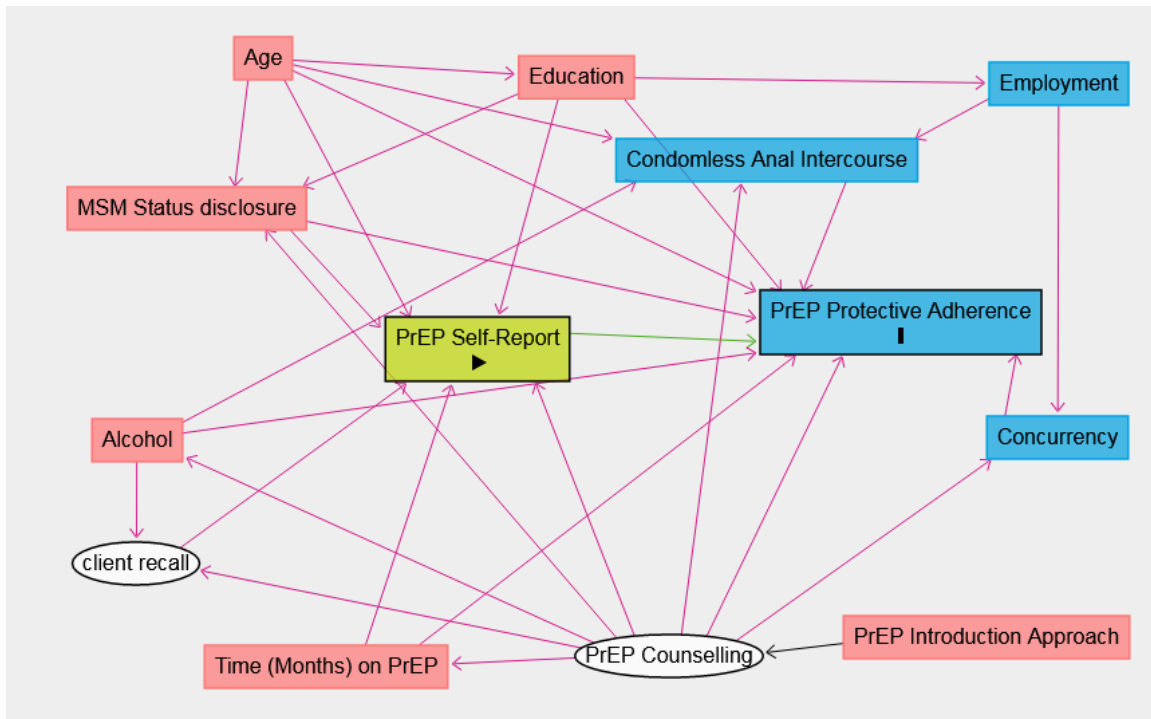 Age
Education
Employment
Condomless Anal Intercourse
MSM Status disclosure
PrEP Protective Adherence
PrEP Self-Report
Alcohol
Concurrency
client recall
PrEP Introduction Approach
PrEP Counselling
Time (Months) on PrEP